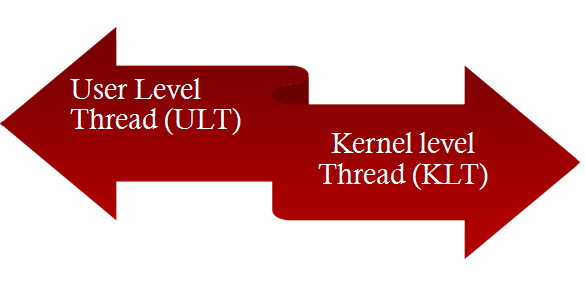 User Level
Thread (ULT)
Kernel level
Thread (KLT)